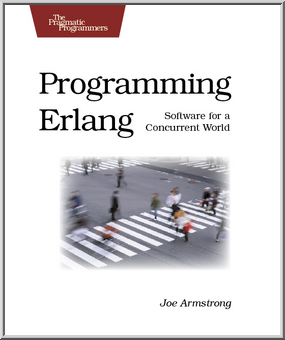 The
Pragmatic
Programmers
Programming
Erlang
Software for a
Concurrent World
Joe Armstrong